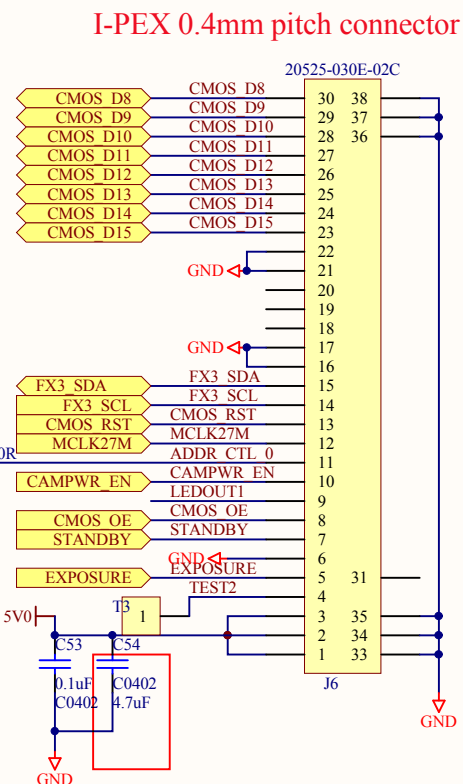 I-PEX 0.4mm pitch connector
20525-030E-02C
CMOS_D8 CMOS_D8 30 38
CMOS_D9 CMOS_D9 29 37
CMOS_D10 CMOS_D10 28 36
CMOS_D11 CMOS_D11 27
CMOS_D12 CMOS_D12 26
CMOS_D13 CMOS_D13 25
CMOS_D14 CMOS_D14 24
CMOS_D15 CMOS_D15 23
22
GND 21
20
19
18
GND 17
16
FX3_SDA FX3_SDA 15
FX3_SCL FX3_SCL 14
CMOS_RST CMOS_RST 13
MCLK27M MCLK27M 12
0R ADDR_CTL_0 11
CAMPWR_EN CAMPWR_EN 10
LEDOUT1 9
CMOS_OE CMOS_OE 8
STANDBY STANDBY 7
GND 6
EXPOSURE EXPOSURE 5 31
TEST2 4
T3 1
5V0 3 35
2 34
C53 C54 1 33
0.1uF C0402
C0402 4.7uF
J6
GND
GND